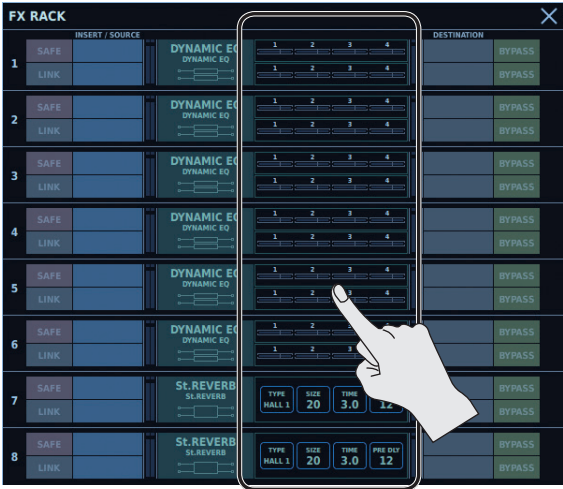 FX RACK
INSERT / SOURCE DESTINATION
1 SAFE DYNAMIC EQ 1 2 3 4 BYPASS
DYNAMIC EQ
LINK 1 2 3 4 BYPASS
2 SAFE DYNAMIC EQ 1 2 3 4 BYPASS
DYNAMIC EQ
LINK 1 2 3 4 BYPASS
3 SAFE DYNAMIC EQ 1 2 3 4 BYPASS
DYNAMIC EQ
LINK 1 2 3 4 BYPASS
4 SAFE DYNAMIC EQ 1 2 3 4 BYPASS
DYNAMIC EQ
LINK 1 2 3 4 BYPASS
5 SAFE DYNAMIC EQ 1 2 3 4 BYPASS
DYNAMIC EQ
LINK 1 2 3 4 BYPASS
6 SAFE DYNAMIC EQ 1 2 3 4 BYPASS
DYNAMIC EQ
LINK 1 2 3 BYPASS
7 SAFE St.REVERB TYPE SIZE TIME BYPASS
St.REVERB HALL 1 20 3.0 12
LINK BYPASS
8 SAFE St.REVERB TYPE SIZE TIME PRE DLY BYPASS
St.REVERB HALL 1 20 3.0 12
LINK BYPASS